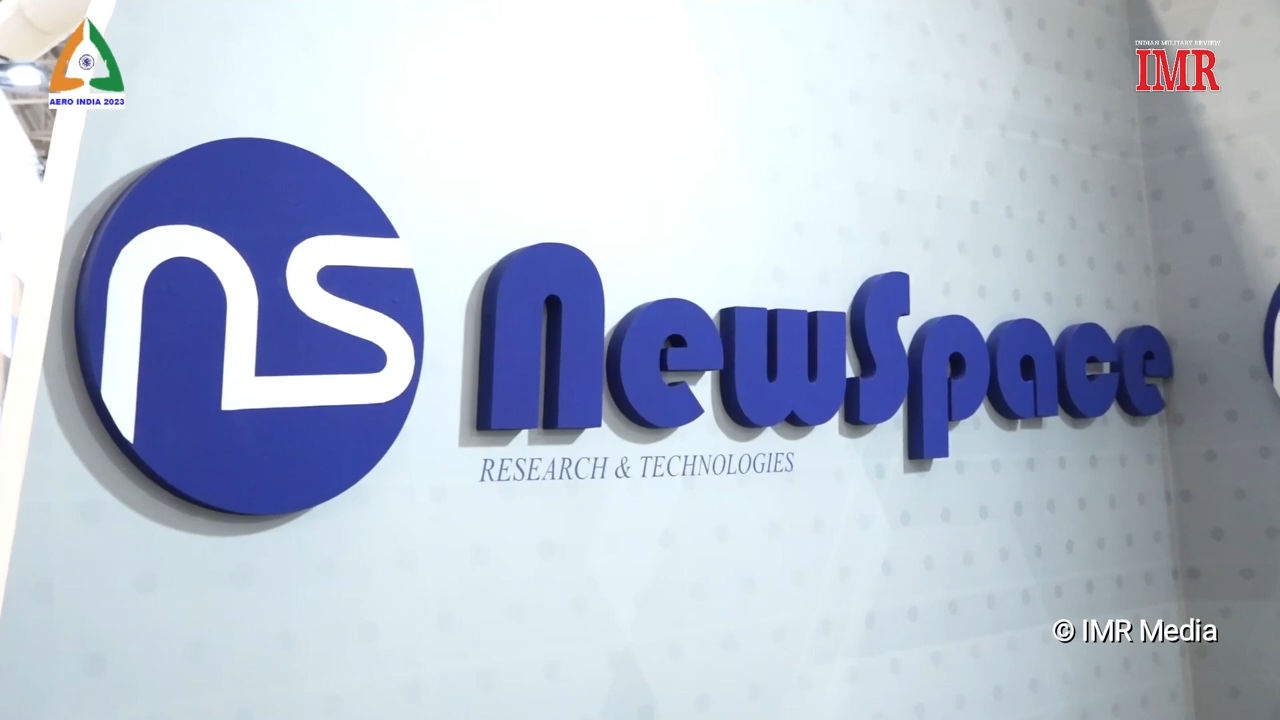 AERO INDIA 2023
INDIAN MILITARY REVIEW
IMR
ns
NewSpace
RESEARCH & TECHNOLOGIES
© IMR Media